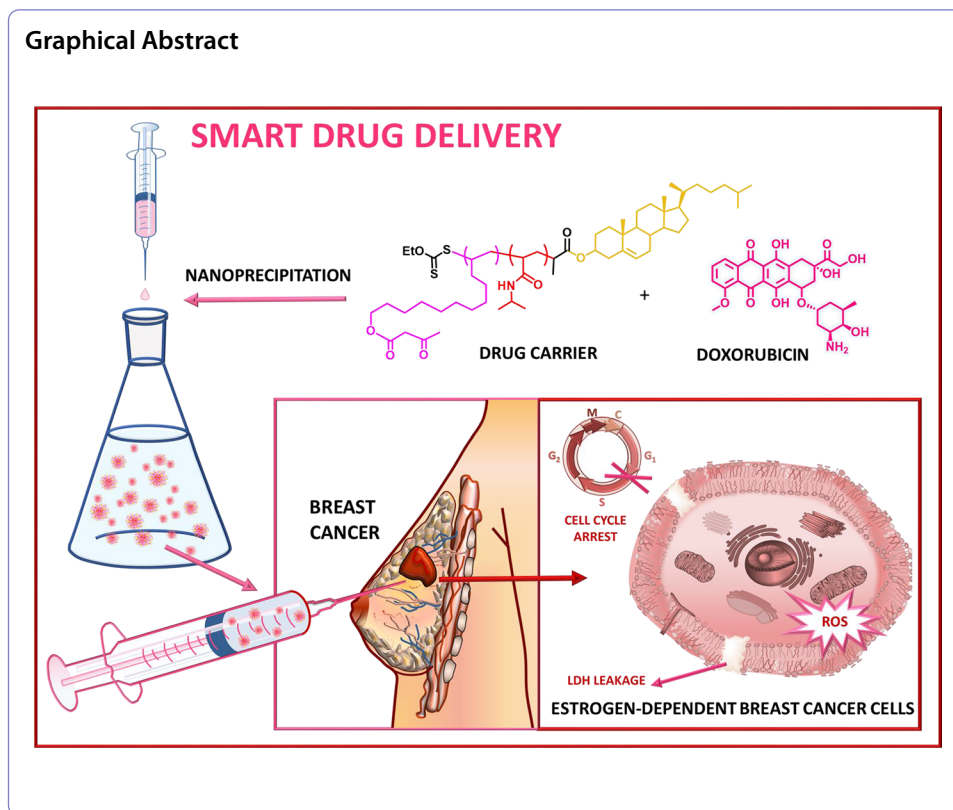 Graphical Abstract
SMART DRUG DELIVERY
NANOPRECIPITATION
EtO
S
S
O
O
O
O
HN
O
O
O
+
O
OH
O
OH
OH
O
O
OH
O
OH
NH2
DRUG CARRIER
DOXORUBICIN
BREAST
CANCER
M
C
G2
G1
S
CELL CYCLE
ARREST
ROS
LDH LEAKAGE
ESTROGEN-DEPENDENT BREAST CANCER CELLS